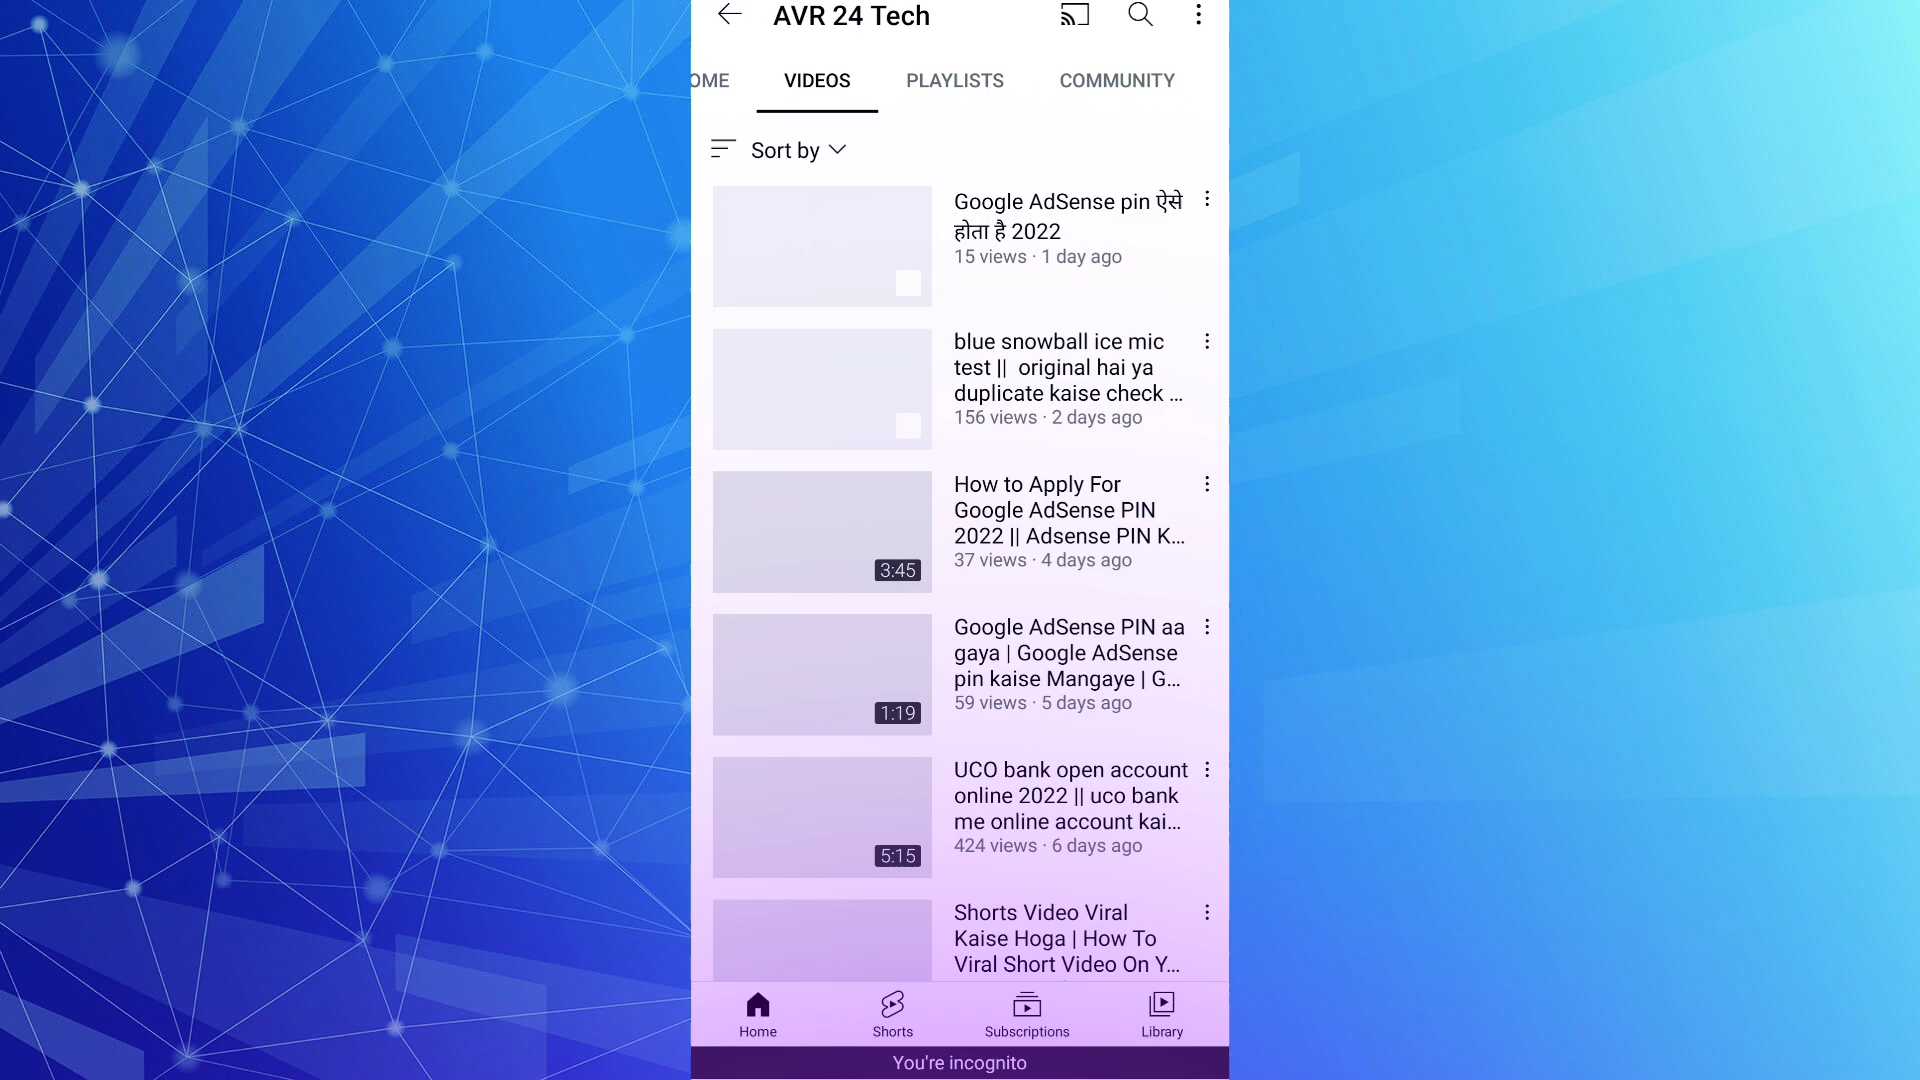 AVR 24 Tech
OME VIDEOS PLAYLISTS COMMUNITY
Sort by
Google AdSense pin ऐसे
होता है 2022
15 views · 1 day ago
blue snowball ice mic
test || original hai ya
duplicate kaise check ...
156 views · 2 days ago
How to Apply For
Google AdSense PIN
2022 || Adsense PIN K...
37 views · 4 days ago
3:45
Google AdSense PIN aa
gaya | Google AdSense
pin kaise Mangaye | G...
59 views · 5 days ago
1:19
UCO bank open account
online 2022 || uco bank
me online account kai...
424 views · 6 days ago
5:15
Shorts Video Viral
Kaise Hoga | How To
Viral Short Video On Y...
Home Shorts Subscriptions Library
You're incognito